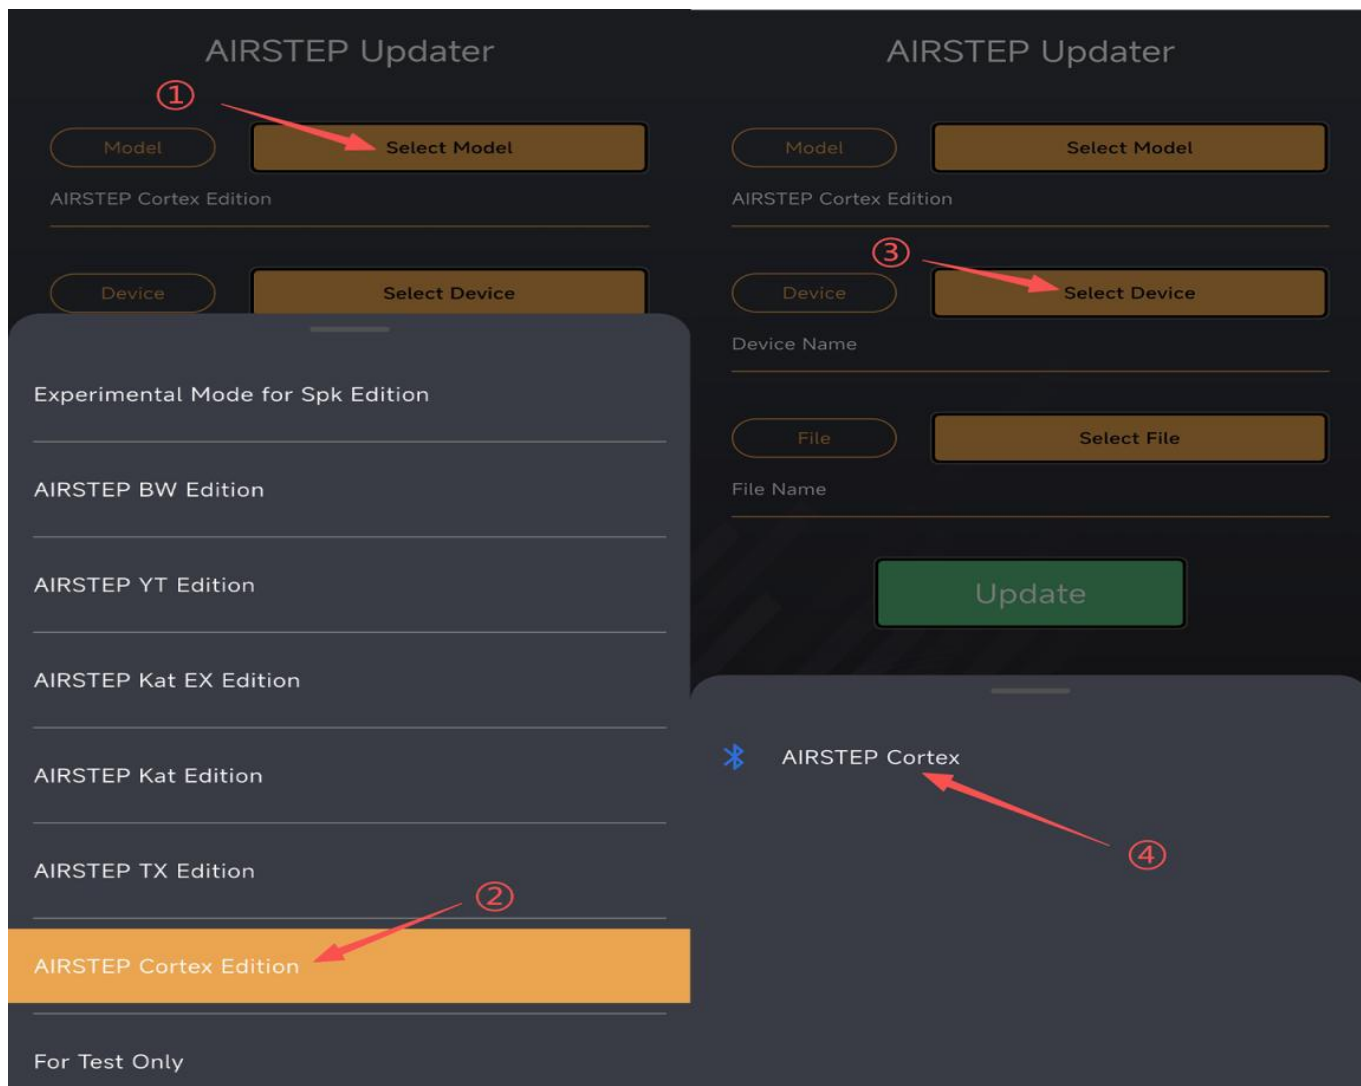 AIRSTEP Updater
①
Model
Select Model
AIRSTEP Cortex Edition
Device
Select Device
Experimental Mode for Spk Edition
AIRSTEP BW Edition
AIRSTEP YT Edition
AIRSTEP Kat EX Edition
AIRSTEP Kat Edition
AIRSTEP TX Edition
②
AIRSTEP Cortex Edition
For Test Only
AIRSTEP Updater
Model
Select Model
AIRSTEP Cortex Edition
③
Device
Select Device
Device Name
File
Select File
File Name
Update
AIRSTEP Cortex
④